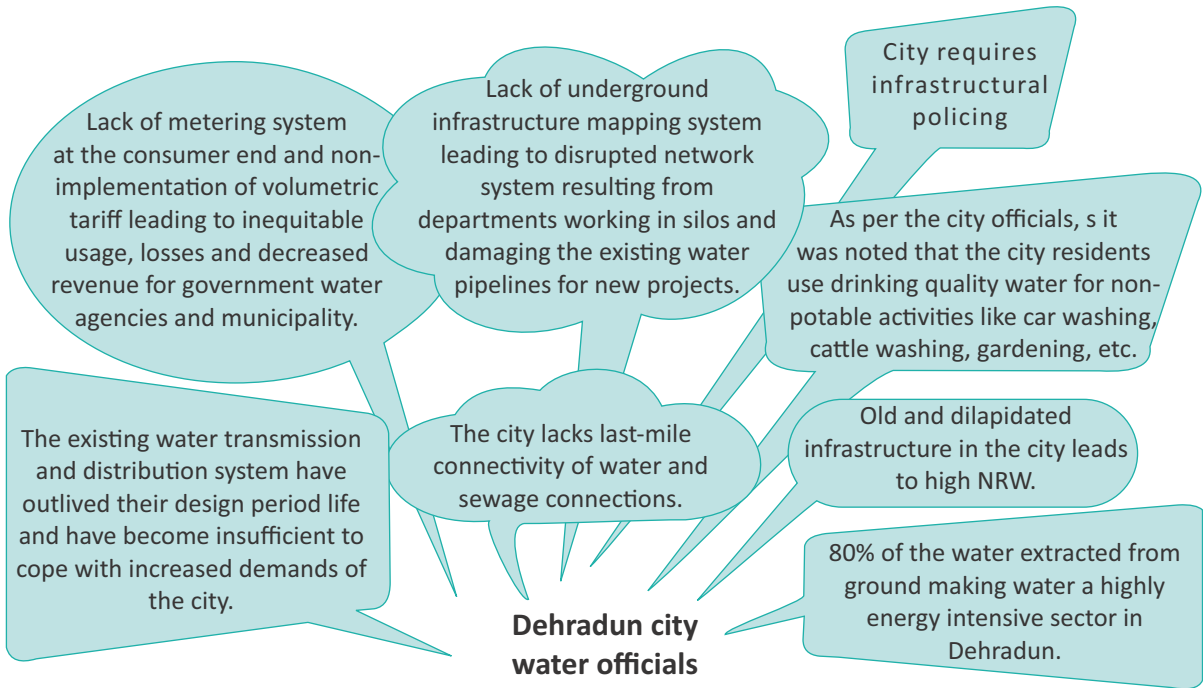 Lack of metering system
at the consumer end and non-
implementation of volumetric
tariff leading to inequitable
usage, losses and decreased
revenue for government water
agencies and municipality.
Lack of underground
infrastructure mapping system
leading to disrupted network
system resulting from
departments working in silos and
damaging the existing water
pipelines for new projects.
City requires
infrastructural
policing
As per the city officials, s it
was noted that the city residents
use drinking quality water for non-
potable activities like car washing,
cattle washing, gardening, etc.
The existing water transmission
and distribution system have
outlived their design period life
and have become insufficient to
cope with increased demands of
the city.
The city lacks last-mile
connectivity of water and
sewage connections.
Old and dilapidated
infrastructure in the city leads
to high NRW.
80% of the water extracted from
ground making water a highly
energy intensive sector in
Dehradun.
Dehradun city
water officials